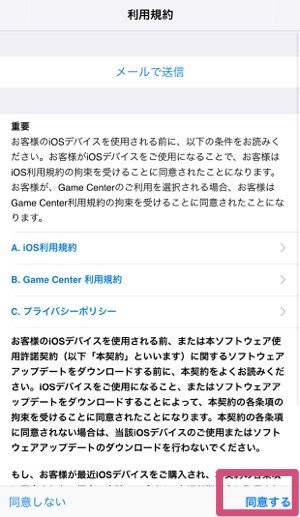 利用規約
メールで送信
重要
お客様のiOSデバイスを使用される前に、以下の条件をお読みく
ださい。お客様がiOSデバイスをご使用になることで、お客様は
iOS利用規約の拘束を受けることに同意されたことになります。
お客様が、Game Centerのご利用を選択される場合、お客様は
Game Center利用規約の拘束を受けることに同意されたことにな
ります。
A. iOS利用規約
B. Game Center 利用規約
C. プライバシーポリシー
お客様のiOSデバイスを使用される前、または本ソフトウェア使
用許諾契約（以下「本契約」といいます）に関するソフトウェア
アップデートをダウンロードする前に、本契約をよくお読みくだ
さい。iOSデバイスをご使用になること、またはソフトウェアア
ップデートをダウンロードすることによって、本契約の各条項の
拘束を受けることに同意されたことになります。本契約の各条項
に同意されない場合は、当該iOSデバイスのご使用またはソフト
ウェアアップデートのダウンロードを行わないでください。
もし、お客様が最近iOSデバイスをご購入され、本契約の各条項
同意しない
同意する